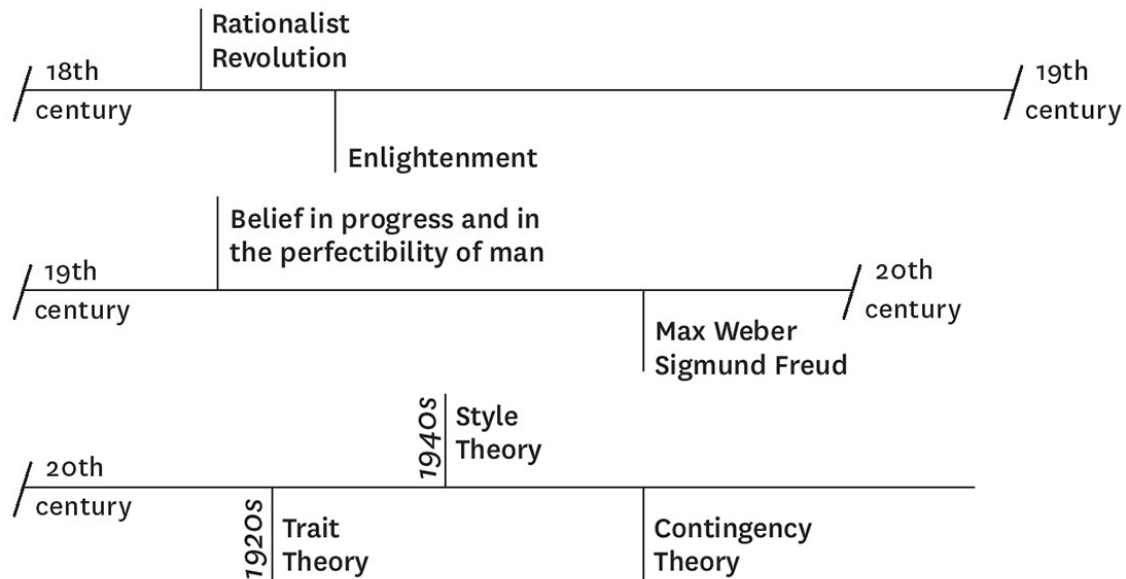 Rationalist
Revolution
18th
century
19th
century
Enlightenment
Belief in progress and in
the perfectibility of man
19th
century
20th
century
Max Weber
Sigmund Freud
1940s
Style
Theory
20th
century
1920s
Trait
Theory
Contingency
Theory